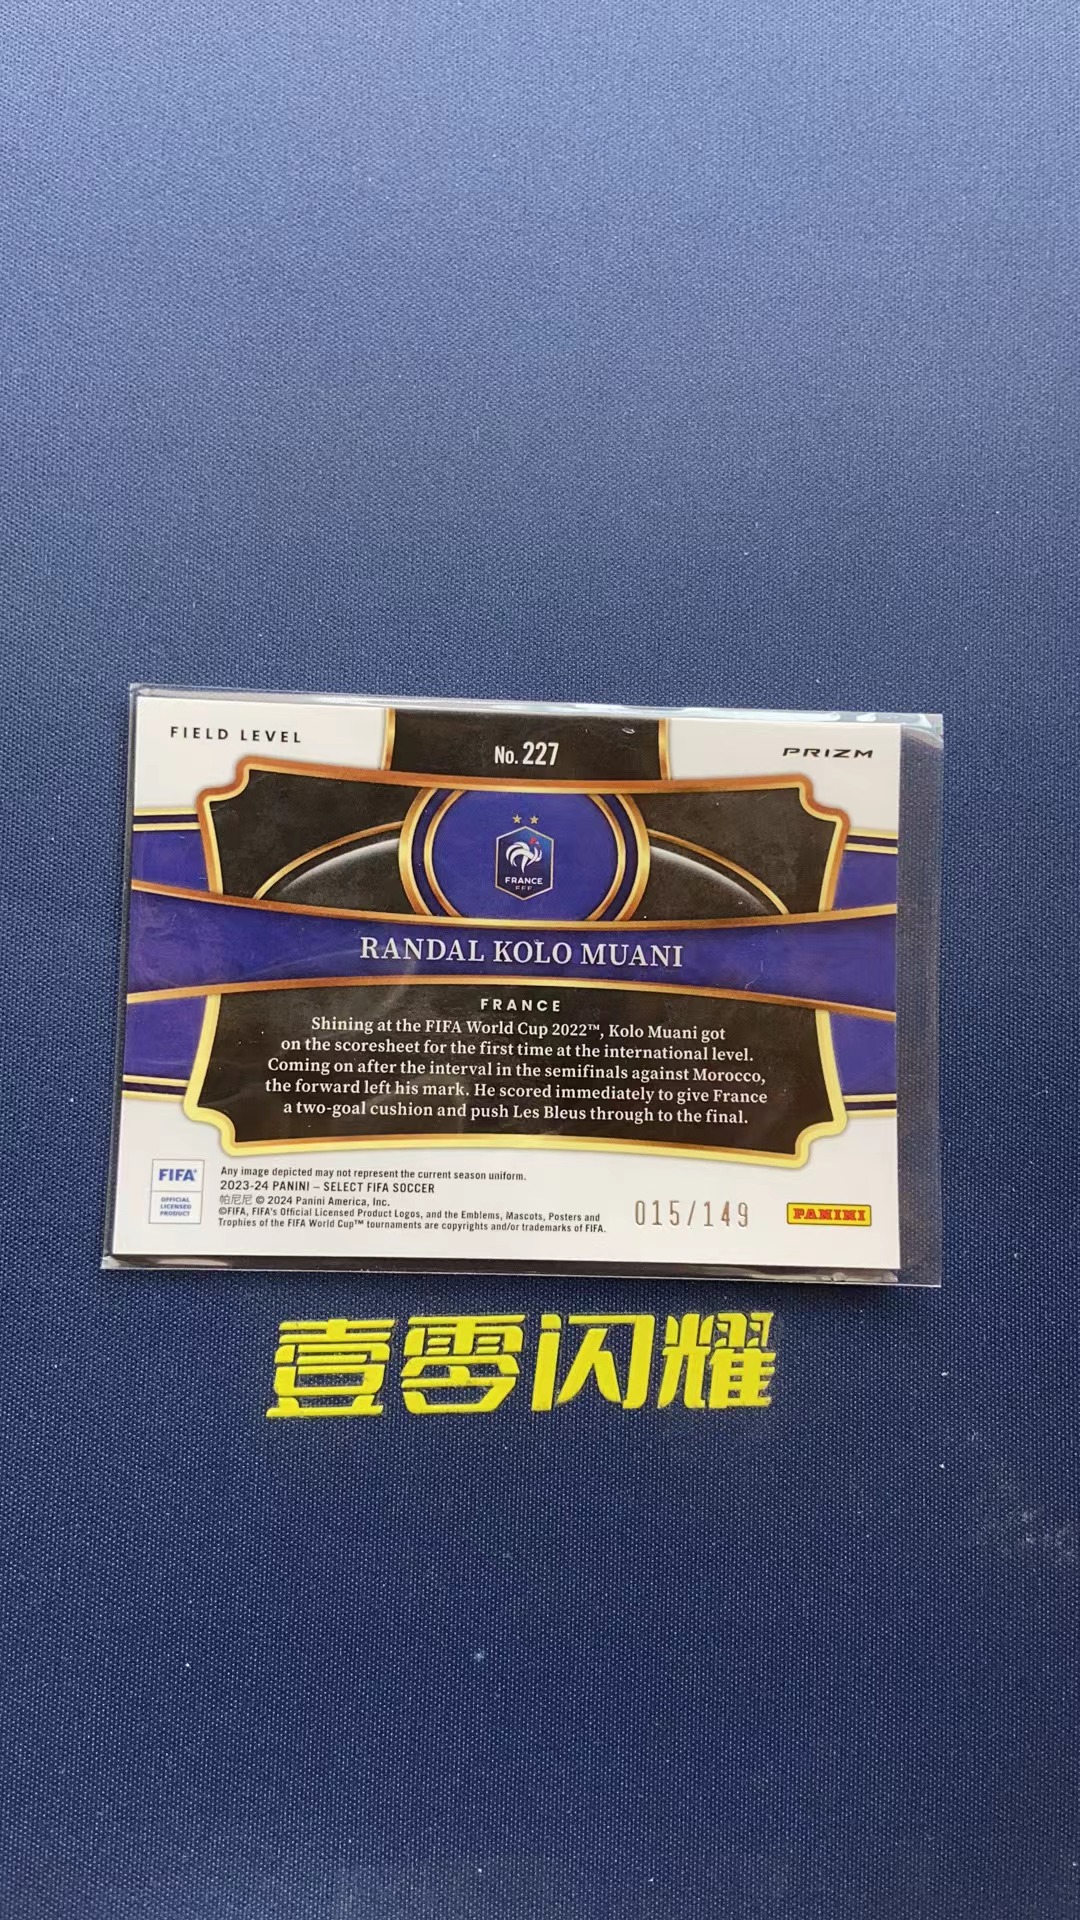 FIELD LEVEL
No. 227
PRIZM
FRANCE
FFF
RANDAL KOLO MUANI
FRANCE
Shining at the FIFA World Cup 2022™, Kolo Muani got
on the scoresheet for the first time at the international level.
Coming on after the interval in the semifinals against Morocco,
the forward left his mark. He scored immediately to give France
a two-goal cushion and push Les Bleus through to the final.
FIFA®
OFFICIAL
LICENSED
PRODUCT
Any image depicted may not represent the current season uniform.
2023-24 PANINI – SELECT FIFA SOCCER
帕尼尼 © 2024 Panini America, Inc.
©FIFA, FIFA's Official Licensed Product Logos, and the Emblems, Mascots, Posters and
Trophies of the FIFA World Cup™ tournaments are copyrights and/or trademarks of FIFA.
015/149
PANINI
壹零闪耀